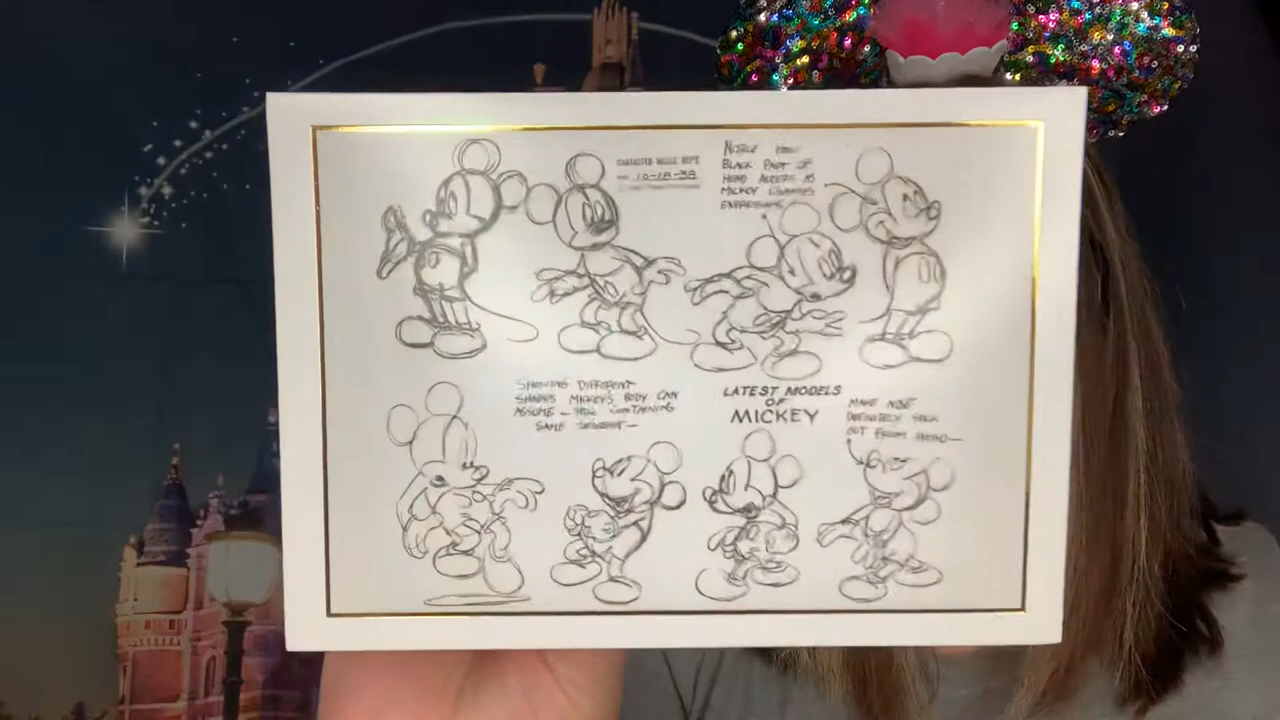 CHARACTER MODEL DEPT.
10-18-38
NOTICE HOW
BLACK PART OF
HEAD ALTERS AS
MICKEY CHANGES
EXPRESSION
SHOWING DIFFERENT
SHAPES MICKEY'S BODY CAN
ASSUME — STILL CONTAINING
SAME
LATEST MODELS
OF
MICKEY
MAKE NOSE
DEFINITELY STICK
OUT FROM HEAD—